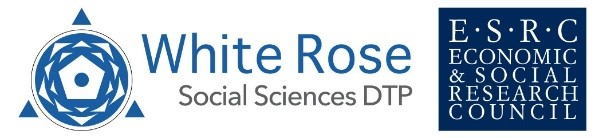 White Rose
Social Sciences DTP
E·S·R·C
ECONOMIC
& SOCIAL
RESEARCH
COUNCIL